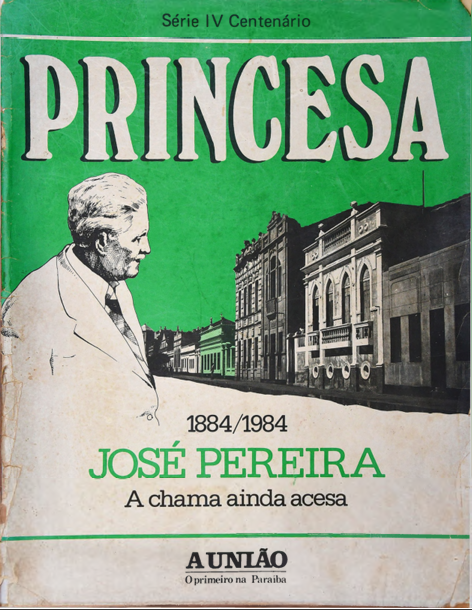 Série IV Centenário
PRINCESA
1884/1984
JOSÉ PEREIRA
A chama ainda acesa
A UNIÃO
O primeiro na Paraíba